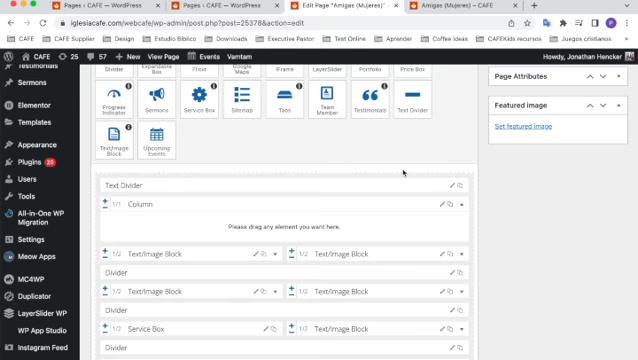 Pages ‹ CAFE — WordPress
Pages ‹ CAFE — WordPress
Edit Page "Amigas (Mujeres)"
Amigas (Mujeres) – CAFE
iglesiacafe.com/webcafe/wp-admin/post.php?post=25378&action=edit
CAFE
CAFE Supplier
Design
Estudio Biblico
Downloads
Executive Pastor
Test Online
Aprender
Coffee ideas
CAFEKids recursos
Juegos cristianos
CAFE
25
57
New
View Page
Events
Vamtam
Howdy, Jonathan Hencker
Testimonials
Sermons
Elementor
Templates
Appearance
Plugins 20
Users
Tools
All-in-One WP
Migration
Settings
Meow Apps
MC4WP
Duplicator
LayerSlider WP
WP App Studio
Instagram Feed
Divider
Expandable
Box
Flickr
Google
Maps
IFrame
LayerSlider
Portfolio
Price Box
Progress
Indicator
Sermons
Service Box
Sitemap
Tabs
Team
Member
Testimonials
Text Divider
Text/Image
Block
Upcoming
Events
Text Divider
1/1 Column
Please drag any element you want here.
1/2 Text/Image Block
1/2 Text/Image Block
Divider
1/2 Text/Image Block
1/2 Text/Image Block
Divider
1/2 Service Box
1/2 Text/Image Block
Divider
Page Attributes
Featured image
Set featured image